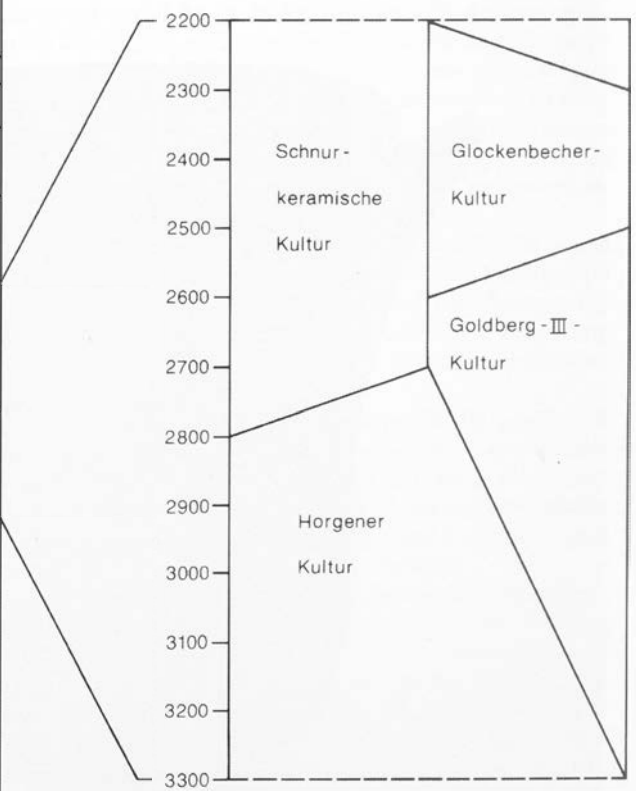 2200
2300
2400
2500
2600
2700
2800
2900
3000
3100
3200
3300
Schnur-
keramische
Kultur
Glockenbecher-
Kultur
Goldberg-III-
Kultur
Horgener
Kultur